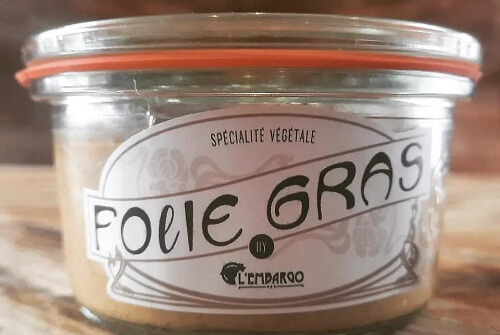 SPÉCIALITÉ VÉGÉTALE
FOLIE GRAS
BY
L'EMBARGO